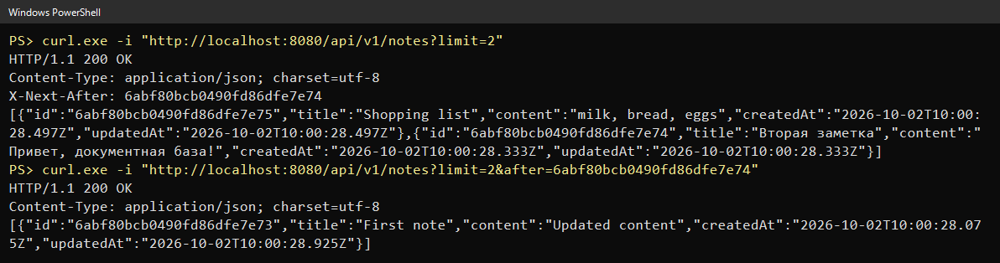 Windows PowerShell
PS> curl.exe -i "http://localhost:8080/api/v1/notes?limit=2"
HTTP/1.1 200 OK
Content-Type: application/json; charset=utf-8
X-Next-After: 6abf80bcb0490fd86dfe7e74
[{"id":"6abf80bcb0490fd86dfe7e75","title":"Shopping list","content":"milk, bread, eggs","createdAt":"2026-10-02T10:00:
28.497Z","updatedAt":"2026-10-02T10:00:28.497Z"},{"id":"6abf80bcb0490fd86dfe7e74","title":"Вторая заметка","content":"
Привет, документная база!","createdAt":"2026-10-02T10:00:28.333Z","updatedAt":"2026-10-02T10:00:28.333Z"}]
PS> curl.exe -i "http://localhost:8080/api/v1/notes?limit=2&after=6abf80bcb0490fd86dfe7e74"
HTTP/1.1 200 OK
Content-Type: application/json; charset=utf-8
[{"id":"6abf80bcb0490fd86dfe7e73","title":"First note","content":"Updated content","createdAt":"2026-10-02T10:00:28.07
5Z","updatedAt":"2026-10-02T10:00:28.925Z"}]